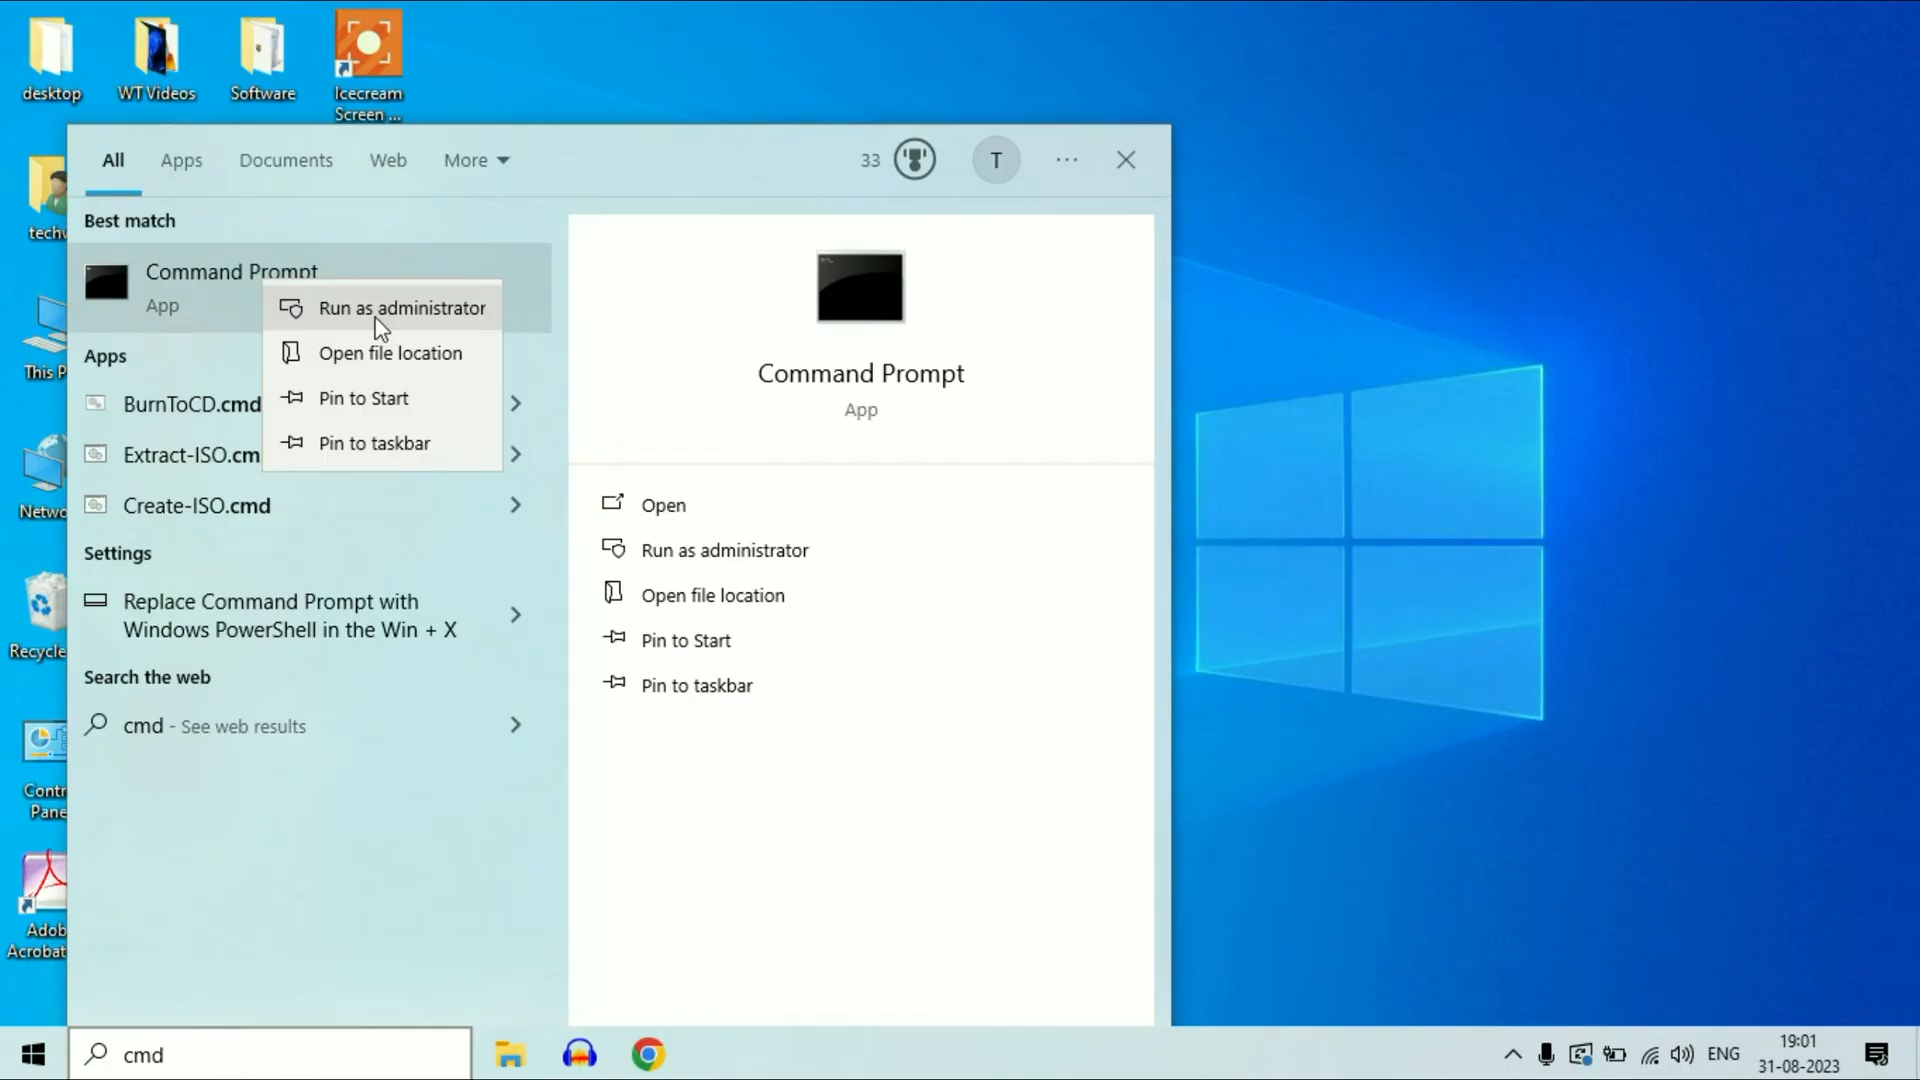 desktop
WT Videos
Software
Icecream
Screen ...
All
Apps
Documents
Web
More
33
T
Best match
Command Prompt
App
Run as administrator
Open file location
Pin to Start
Pin to taskbar
Apps
BurnToCD.cmd
Extract-ISO.cm
Create-ISO.cmd
Settings
Replace Command Prompt with
Windows PowerShell in the Win + X
Search the web
cmd - See web results
Command Prompt
App
Open
Run as administrator
Open file location
Pin to Start
Pin to taskbar
techw
This P
Netwo
Recycle
Contr
Pane
Adob
Acrobat
cmd
ENG
19:01
31-08-2023